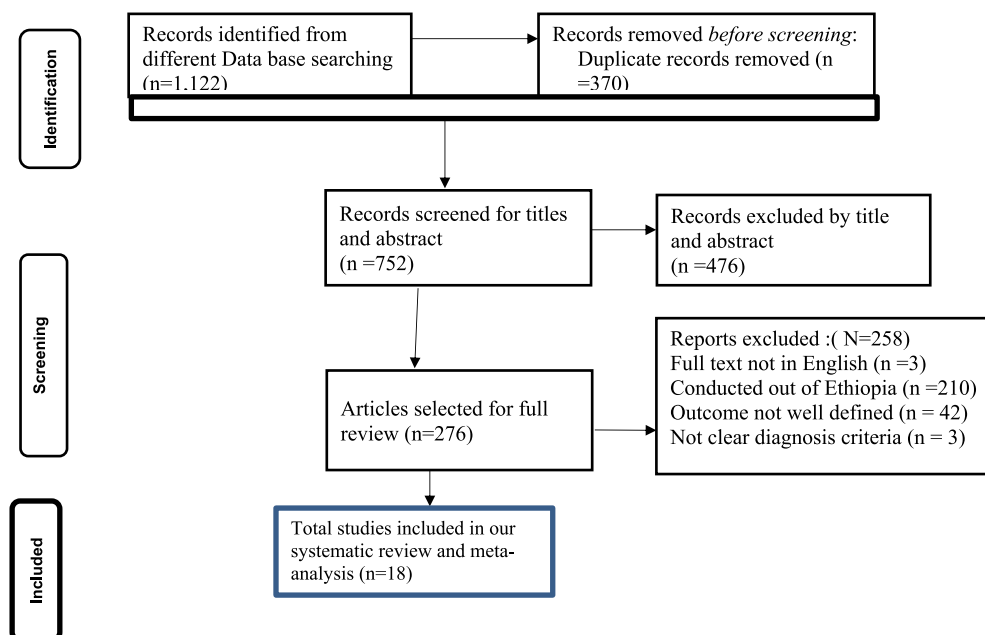 Identification
Records identified from
different Data base searching
(n=1,122)
Records removed before screening:
Duplicate records removed (n
=370)
Screening
Records screened for titles
and abstract
(n =752)
Records excluded by title
and abstract
(n =476)
Articles selected for full
review (n=276)
Reports excluded :( N=258)
Full text not in English (n =3)
Conducted out of Ethiopia (n =210)
Outcome not well defined (n = 42)
Not clear diagnosis criteria (n = 3)
Included
Total studies included in our
systematic review and meta-
analysis (n=18)